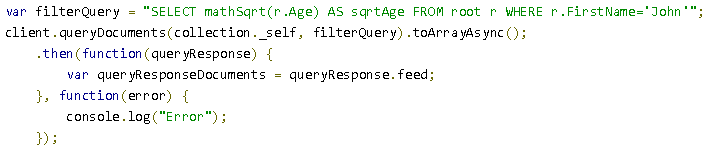 var filterQuery = "SELECT mathSqrt(r.Age) AS sqrtAge FROM root r WHERE r.FirstName='John'";
client.queryDocuments(collection._self, filterQuery).toArrayAsync();
    .then(function(queryResponse) {
        var queryResponseDocuments = queryResponse.feed;
    }, function(error) {
        console.log("Error");
    });